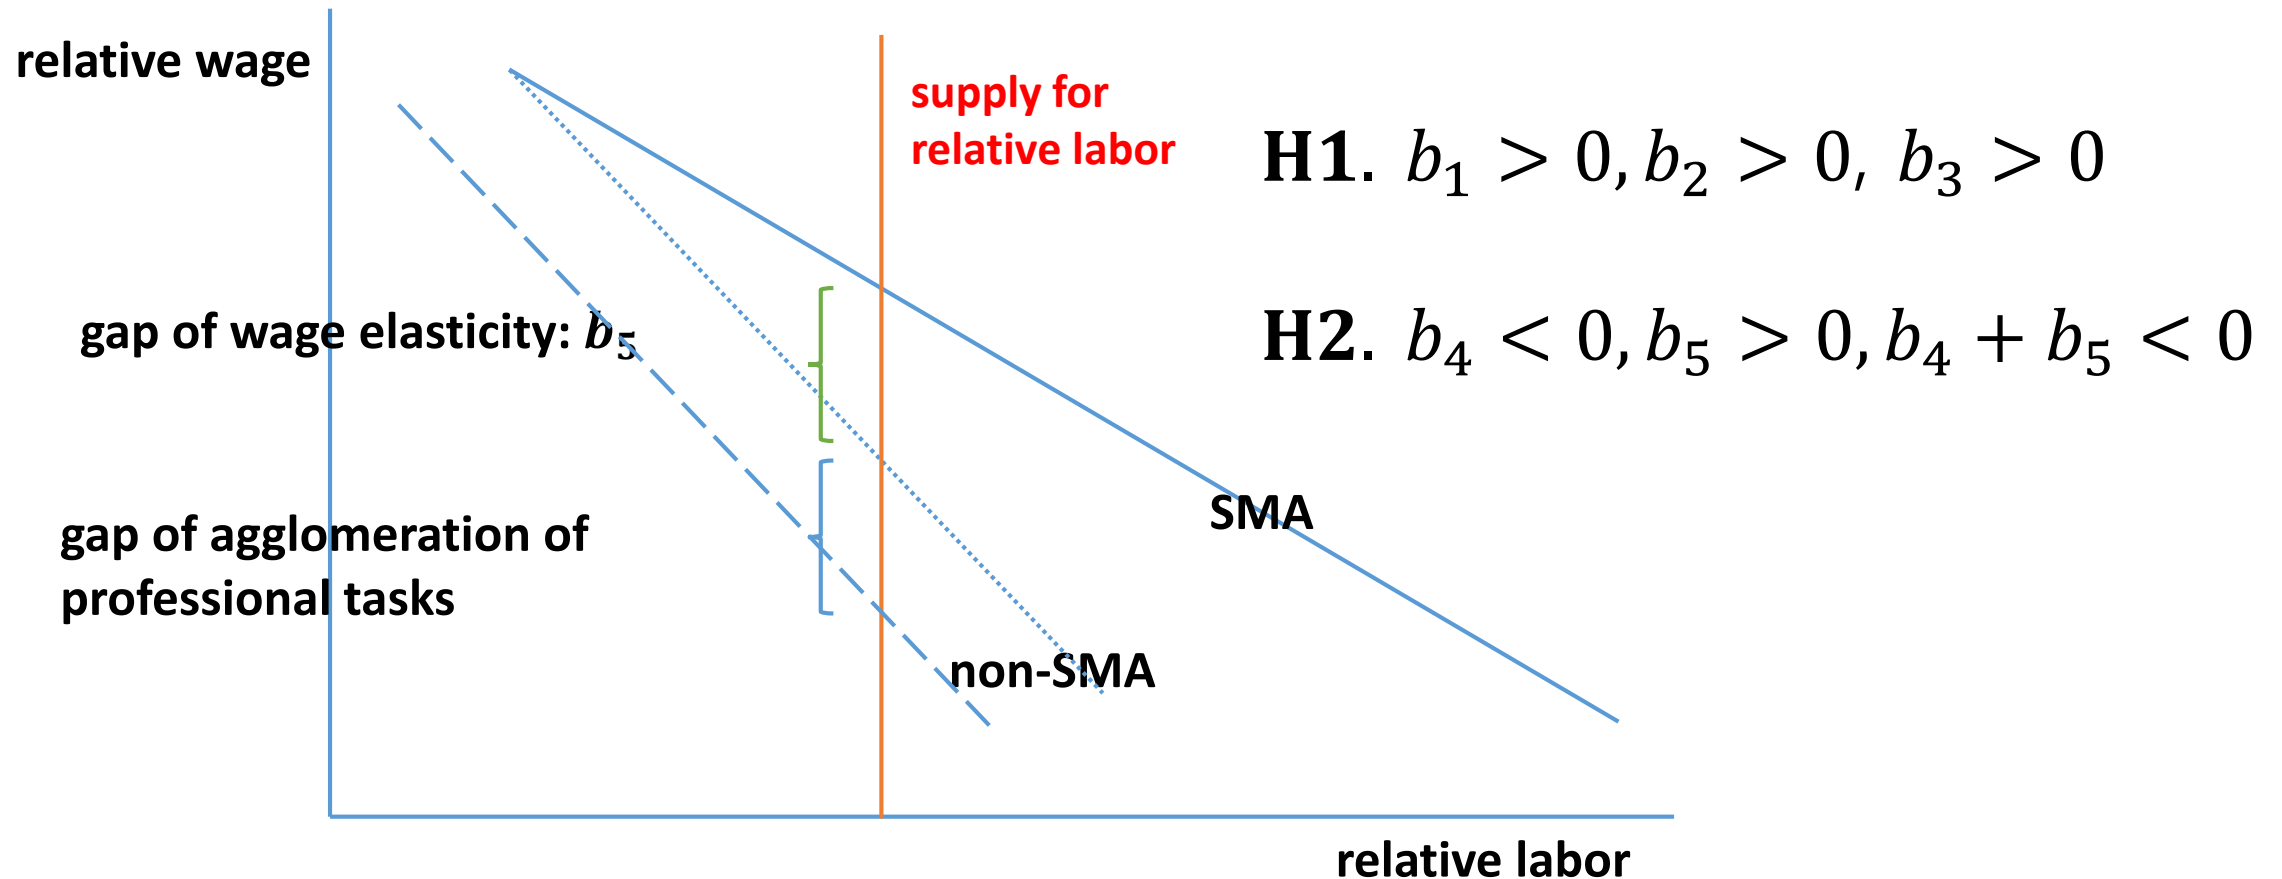 relative wage
supply for
relative labor
H1. b₁ > 0, b₂ > 0, b₃ > 0
gap of wage elasticity: b₅
H2. b₄ < 0, b₅ > 0, b₄ + b₅ < 0
SMA
gap of agglomeration of
professional tasks
non-SMA
relative labor